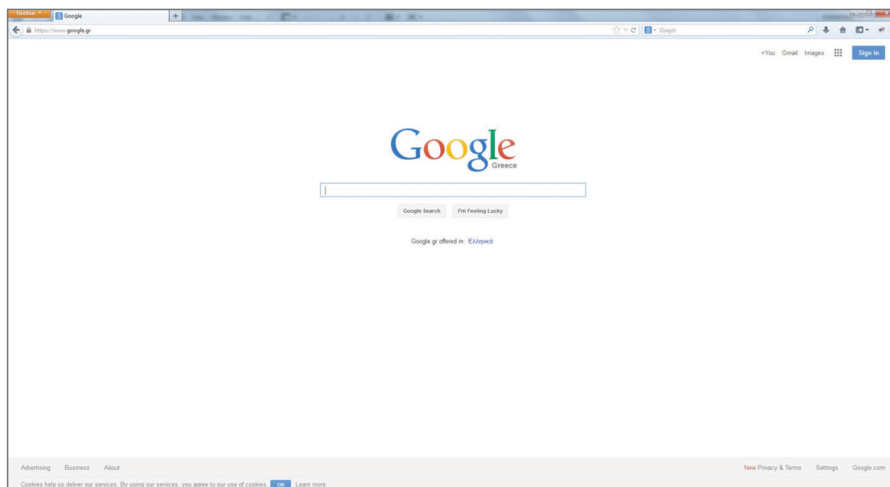 Firefox
Google
https://www.google.gr
Google
+You Gmail Images Sign in
Google
Greece
Google Search I'm Feeling Lucky
Google.gr offered in: Ελληνικά
Advertising Business About New Privacy & Terms Settings Google.com
Cookies help us deliver our services. By using our services, you agree to our use of cookies. OK Learn more